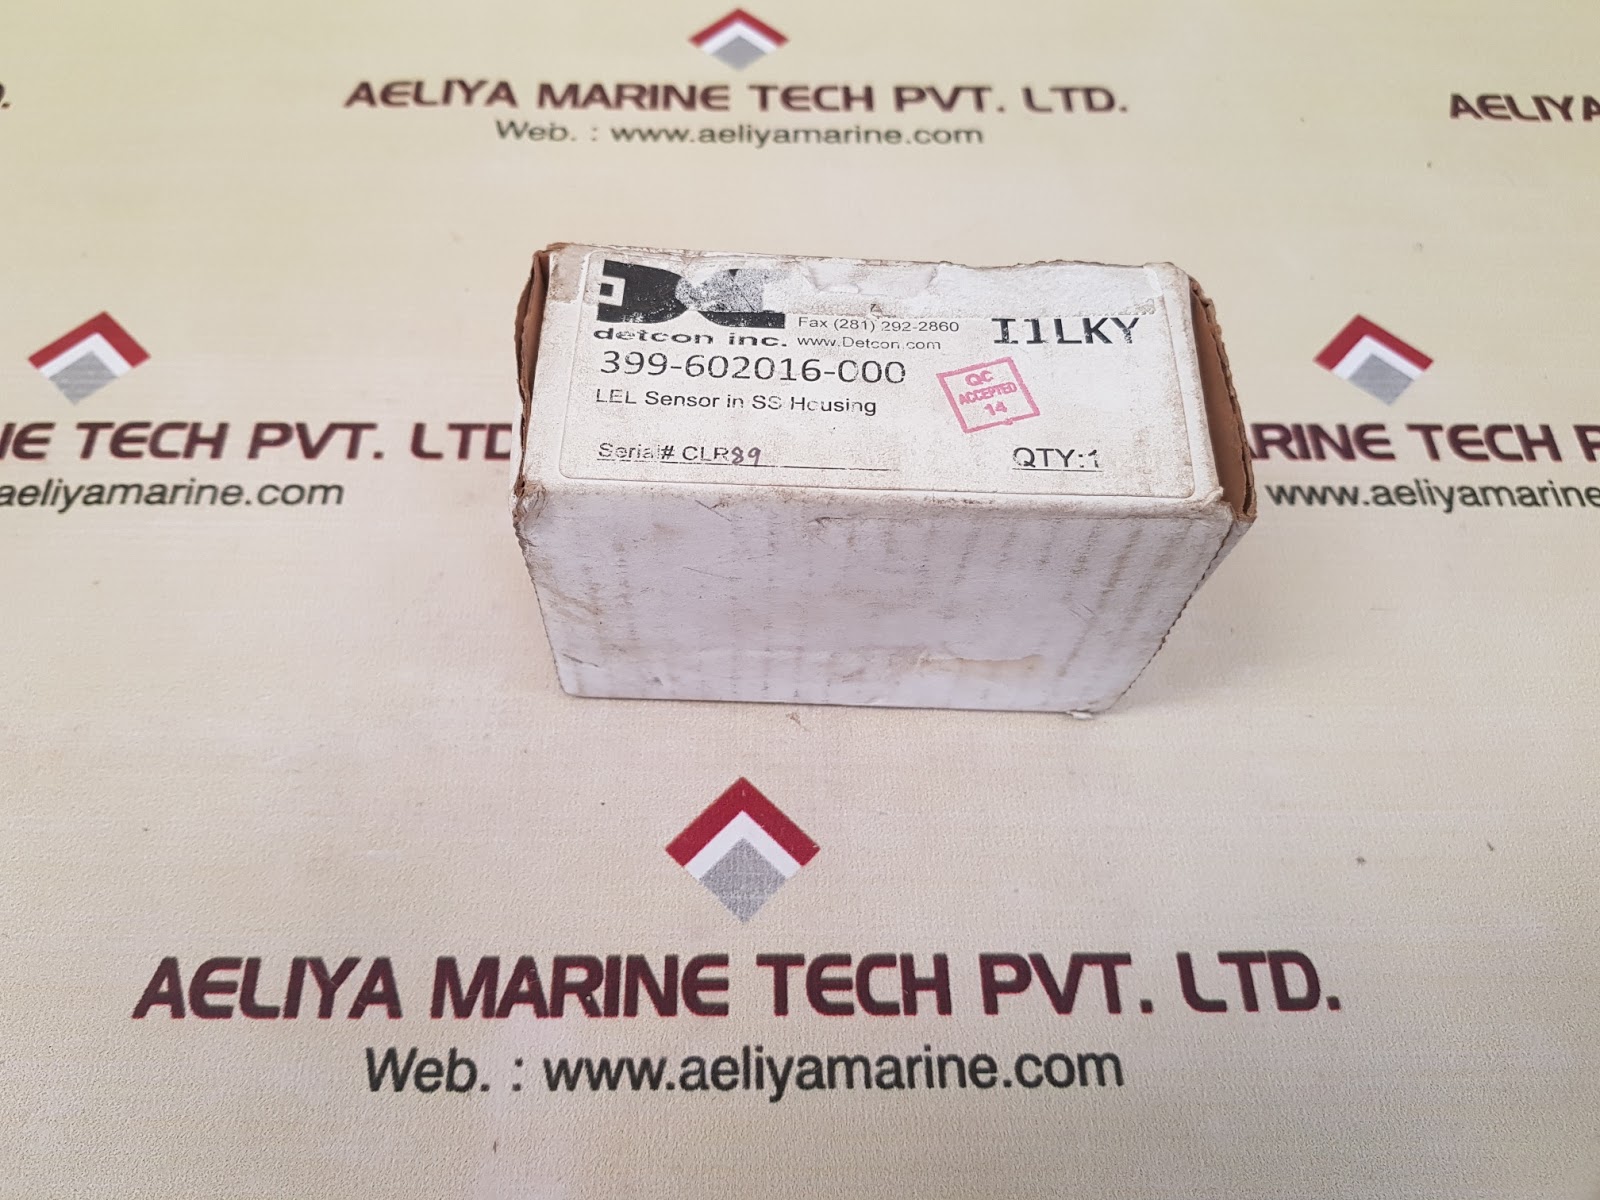 AELIYA MARINE TECH PVT. LTD.
Web. : www.aeliyamarine.com
D.
AELIYA
detcon inc.
Fax (281) 292-2860
www.Detcon.com
I1LKY
399-602016-000
LEL Sensor in SS Housing
QC
ACCEPTED
14
Serial# CLR89
QTY:1
NE TECH PVT. LTD
aeliyamarine.com
RINE TECH P
www.aeliyamarine
AELIYA MARINE TECH PVT. LTD.
Web. : www.aeliyamarine.com